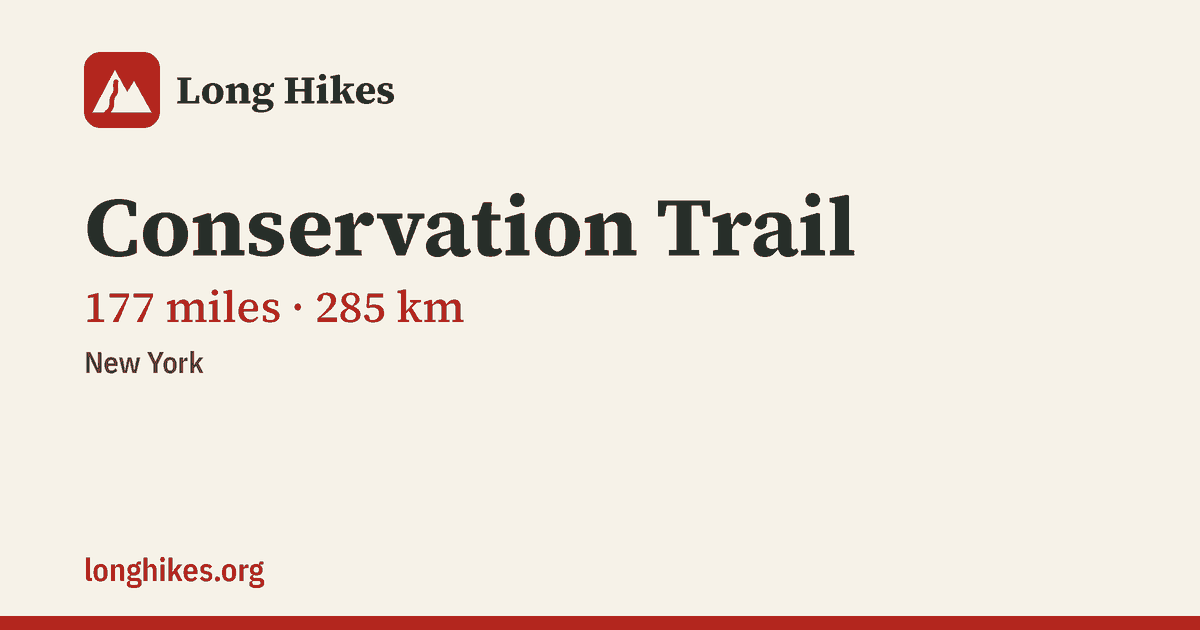 Long Hikes
Conservation Trail
177 miles · 285 km
New York
longhikes.org